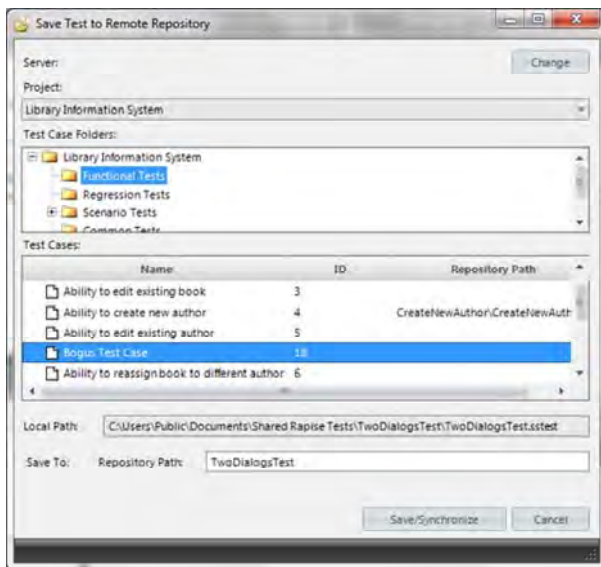 Save Test to Remote Repository
Server:
Change
Project:
Library Information System
Test Case Folders:
Library Information System
Functional Tests
Regression Tests
Scenario Tests
Common Tests
Test Cases:
Name ID Repository Path
Ability to edit existing book 3
Ability to create new author 4 CreateNewAuthor\CreateNewAuth
Ability to edit existing author 5
Bogus Test Case 18
Ability to reassign book to different author 6
Local Path: C:\Users\Public\Documents\Shared Rapise Tests\TwoDialogsTest\TwoDialogsTest.sstest
Save To: Repository Path: TwoDialogsTest
Save/Synchronize Cancel